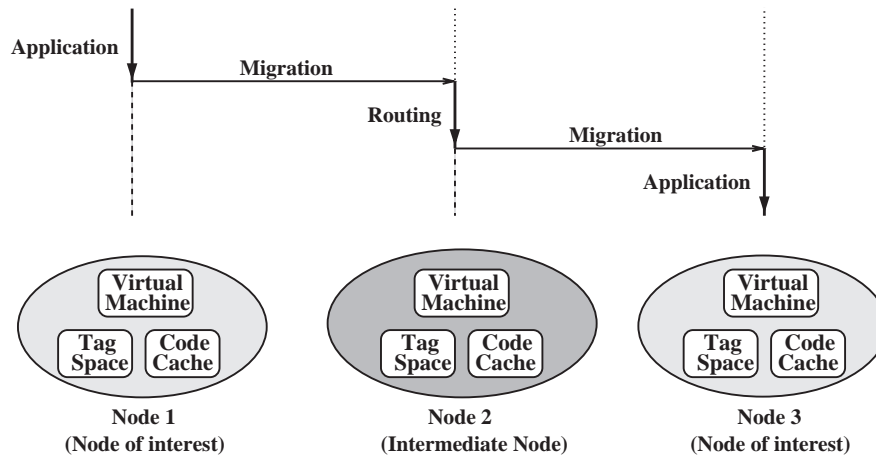 Application
Migration
Routing
Migration
Application
Virtual
Machine
Tag
Space
Code
Cache
Virtual
Machine
Tag
Space
Code
Cache
Virtual
Machine
Tag
Space
Code
Cache
Node 1
(Node of interest)
Node 2
(Intermediate Node)
Node 3
(Node of interest)